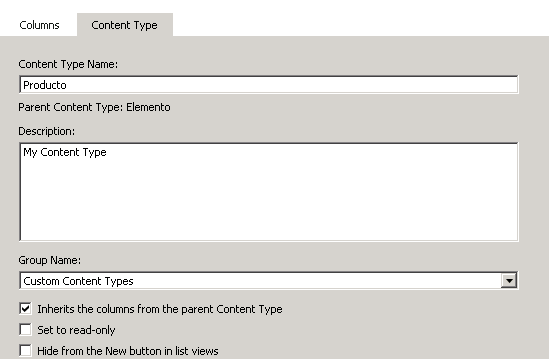 Columns
Content Type
Content Type Name:
Producto
Parent Content Type: Elemento
Description:
My Content Type
Group Name:
Custom Content Types
Inherits the columns from the parent Content Type
Set to read-only
Hide from the New button in list views